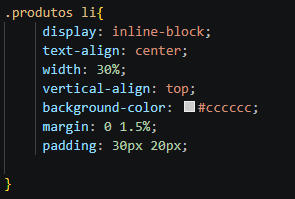 .produtos li{
display: inline-block;
text-align: center;
width: 30%;
vertical-align: top;
background-color: #cccccc;
margin: 0 1.5%;
padding: 30px 20px;
}